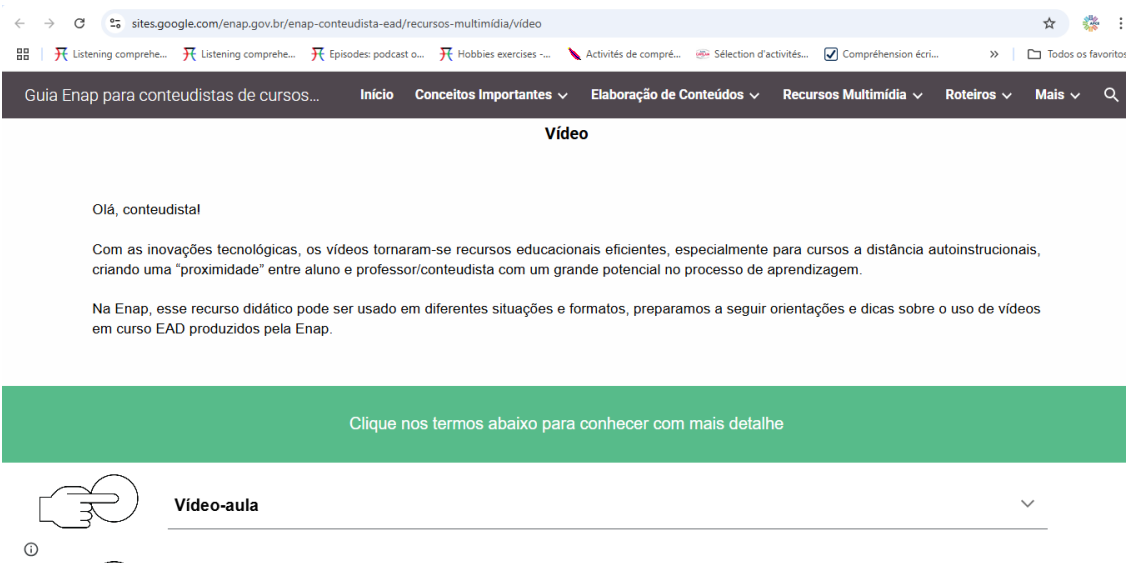 sites.google.com/enap.gov.br/enap-conteudista-ead/recursos-multimídia/vídeo
Listening comprehe... Listening comprehe... Episodes: podcast o... Hobbies exercises -... Activités de compré... Sélection d'activités... Compréhension écri... » Todos os favoritos
Guia Enap para conteudistas de cursos... Início Conceitos Importantes Elaboração de Conteúdos Recursos Multimídia Roteiros Mais
Vídeo
Olá, conteudista!
Com as inovações tecnológicas, os vídeos tornaram-se recursos educacionais eficientes, especialmente para cursos a distância autoinstrucionais,
criando uma “proximidade” entre aluno e professor/conteudista com um grande potencial no processo de aprendizagem.
Na Enap, esse recurso didático pode ser usado em diferentes situações e formatos, preparamos a seguir orientações e dicas sobre o uso de vídeos
em curso EAD produzidos pela Enap.
Clique nos termos abaixo para conhecer com mais detalhe
Vídeo-aula